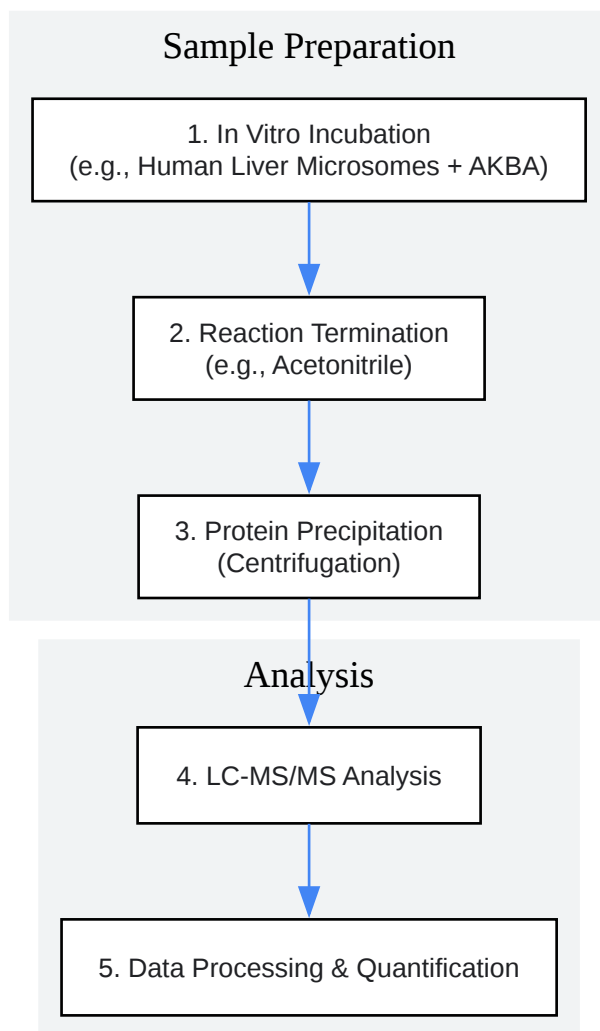 Sample Preparation
1. In Vitro Incubation
(e.g., Human Liver Microsomes + AKBA)
2. Reaction Termination
(e.g., Acetonitrile)
3. Protein Precipitation
(Centrifugation)
Analysis
4. LC-MS/MS Analysis
5. Data Processing & Quantification